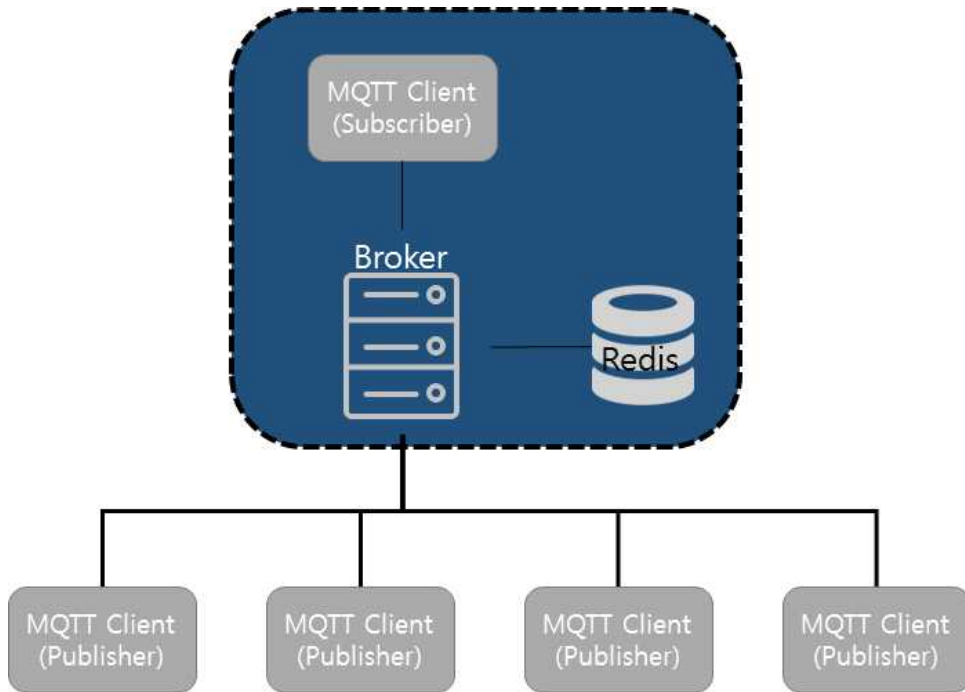 MQTT Client
(Subscriber)
Broker
Redis
MQTT Client
(Publisher)
MQTT Client
(Publisher)
MQTT Client
(Publisher)
MQTT Client
(Publisher)